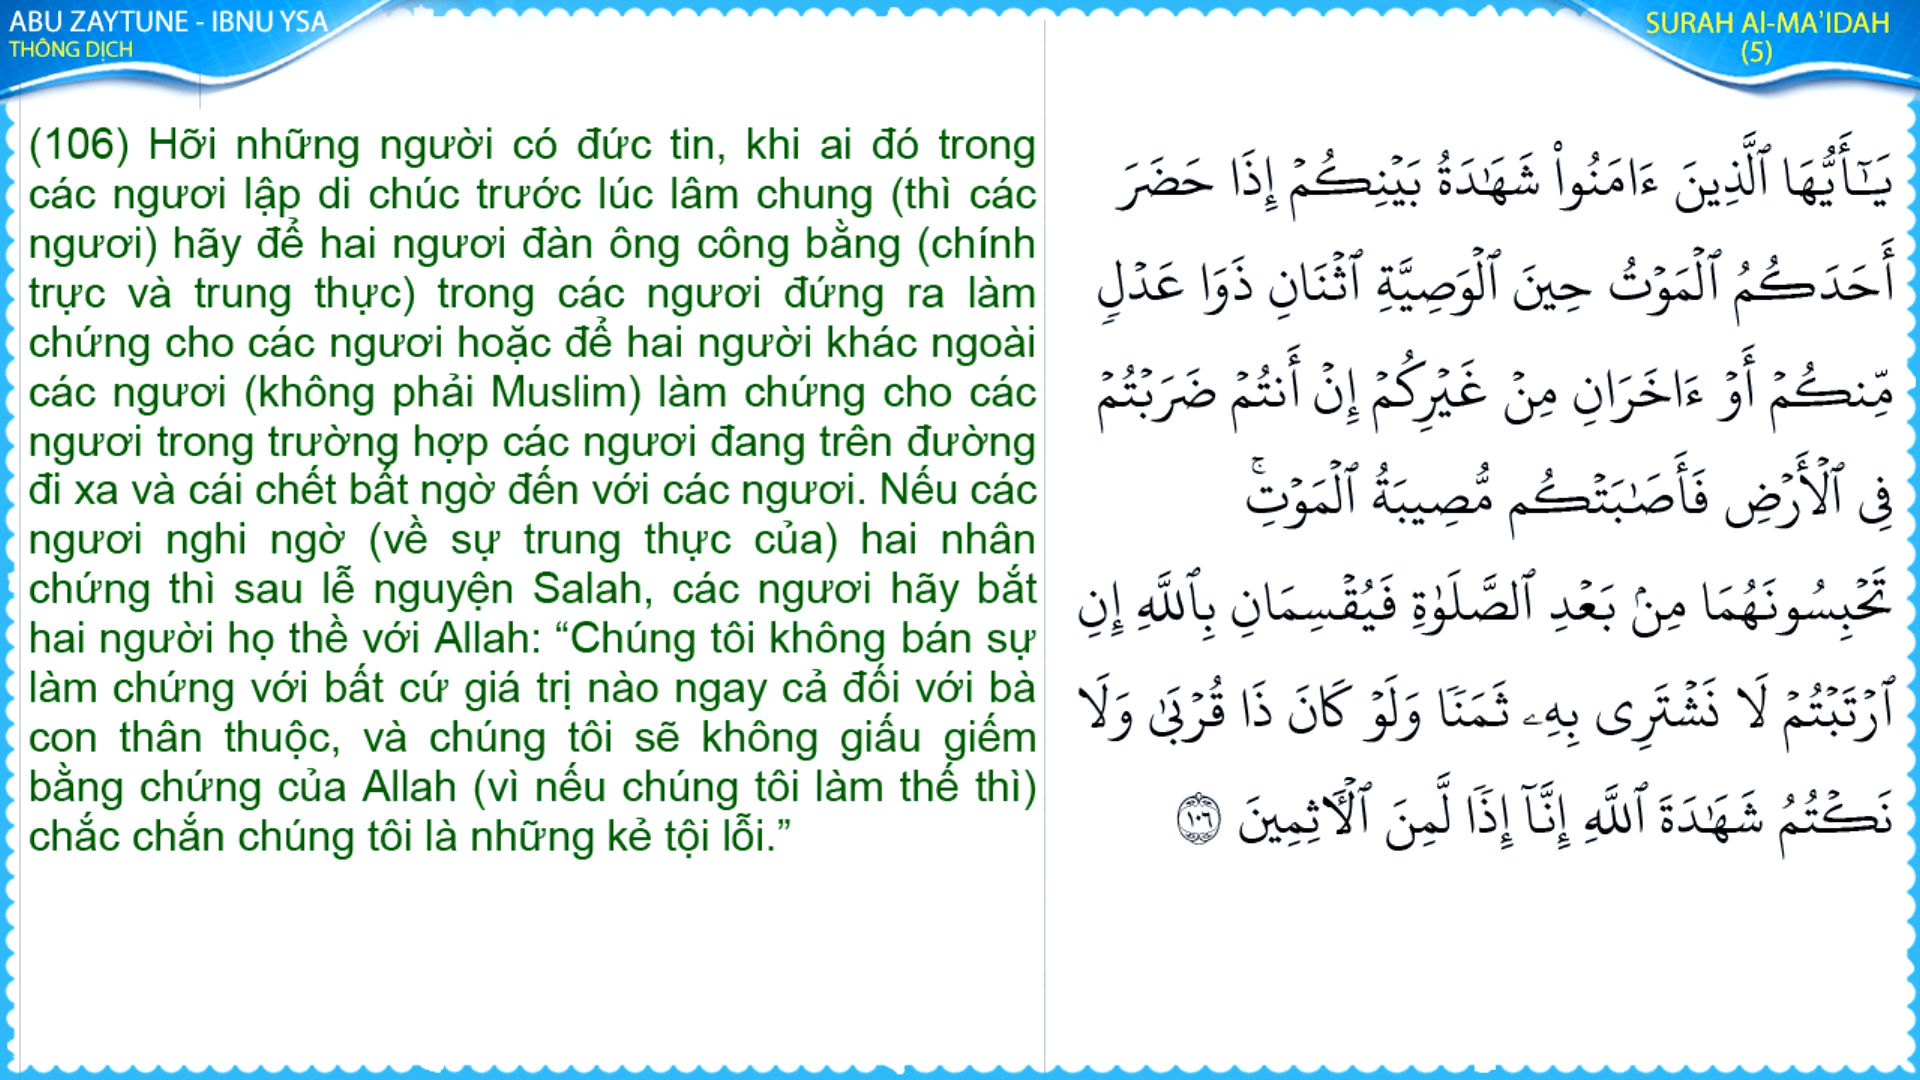 ABU ZAYTUNE - IBNU YSA
THÔNG DỊCH
SURAH Al-MA'IDAH
(5)
(106) Hỡi những người có đức tin, khi ai đó trong
các ngươi lập di chúc trước lúc lâm chung (thì các
ngươi) hãy để hai ngươi đàn ông công bằng (chính
trực và trung thực) trong các ngươi đứng ra làm
chứng cho các ngươi hoặc để hai người khác ngoài
các ngươi (không phải Muslim) làm chứng cho các
ngươi trong trường hợp các ngươi đang trên đường
đi xa và cái chết bất ngờ đến với các ngươi. Nếu các
ngươi nghi ngờ (về sự trung thực của) hai nhân
chứng thì sau lễ nguyện Salah, các ngươi hãy bắt
hai người họ thề với Allah: “Chúng tôi không bán sự
làm chứng với bất cứ giá trị nào ngay cả đối với bà
con thân thuộc, và chúng tôi sẽ không giấu giếm
bằng chứng của Allah (vì nếu chúng tôi làm thế thì)
chắc chắn chúng tôi là những kẻ tội lỗi.”
يَـٰٓأَيُّهَا ٱلَّذِينَ ءَامَنُوا۟ شَهَـٰدَةُ بَيْنِكُمْ إِذَا حَضَرَ
أَحَدَكُمُ ٱلْمَوْتُ حِينَ ٱلْوَصِيَّةِ ٱثْنَانِ ذَوَا عَدْلٍ
مِّنكُمْ أَوْ ءَاخَرَانِ مِنْ غَيْرِكُمْ إِنْ أَنتُمْ ضَرَبْتُمْ
فِى ٱلْأَرْضِ فَأَصَـٰبَتْكُم مُّصِيبَةُ ٱلْمَوْتِ ۚ
تَحْبِسُونَهُمَا مِنۢ بَعْدِ ٱلصَّلَوٰةِ فَيُقْسِمَانِ بِٱللَّهِ إِنِ
ٱرْتَبْتُمْ لَا نَشْتَرِى بِهِۦ ثَمَنًا وَلَوْ كَانَ ذَا قُرْبَىٰ وَلَا
نَكْتُمُ شَهَـٰدَةَ ٱللَّهِ إِنَّآ إِذًا لَّمِنَ ٱلْـَٔاثِمِينَ ١٠٦